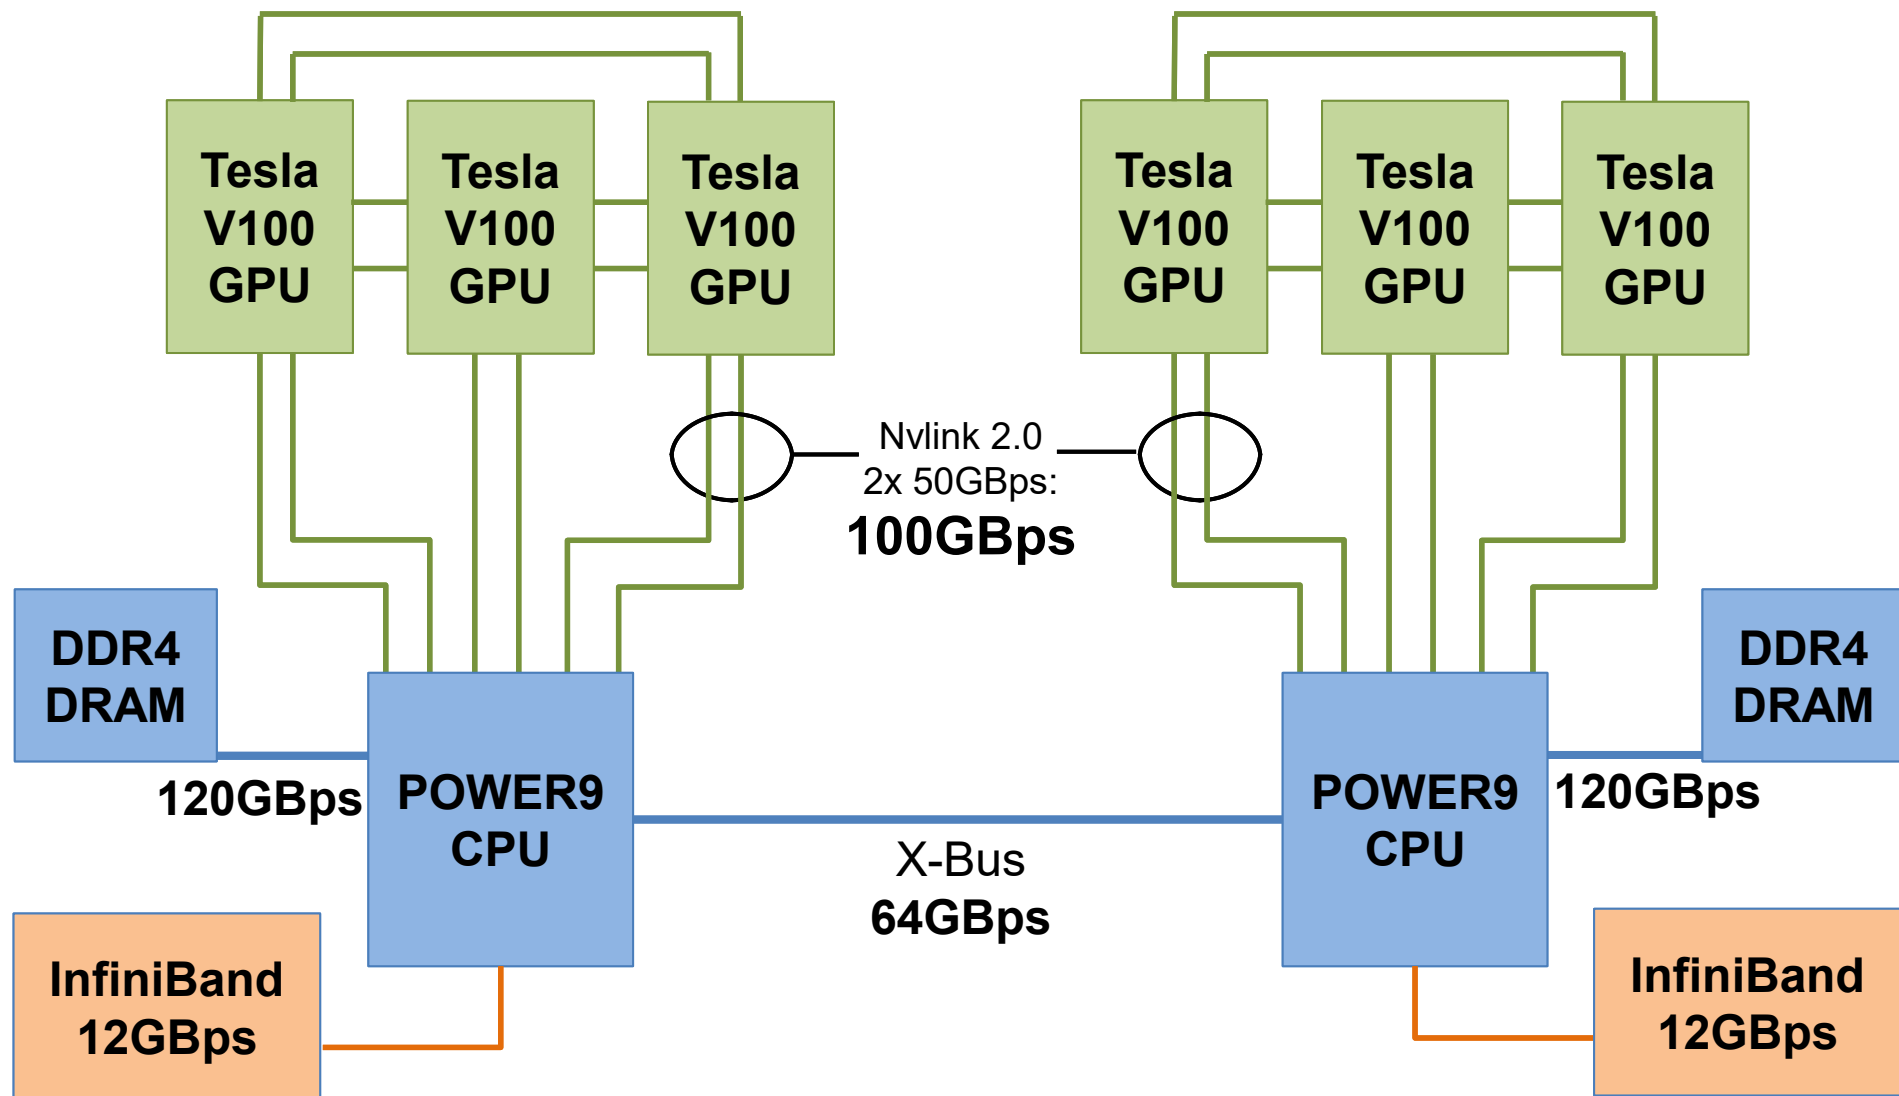 Tesla
V100
GPU
Tesla
V100
GPU
Tesla
V100
GPU
Tesla
V100
GPU
Tesla
V100
GPU
Tesla
V100
GPU
Nvlink 2.0
2x 50GBps:
100GBps
DDR4
DRAM
120GBps
POWER9
CPU
X-Bus
64GBps
POWER9
CPU
DDR4
DRAM
120GBps
InfiniBand
12GBps
InfiniBand
12GBps